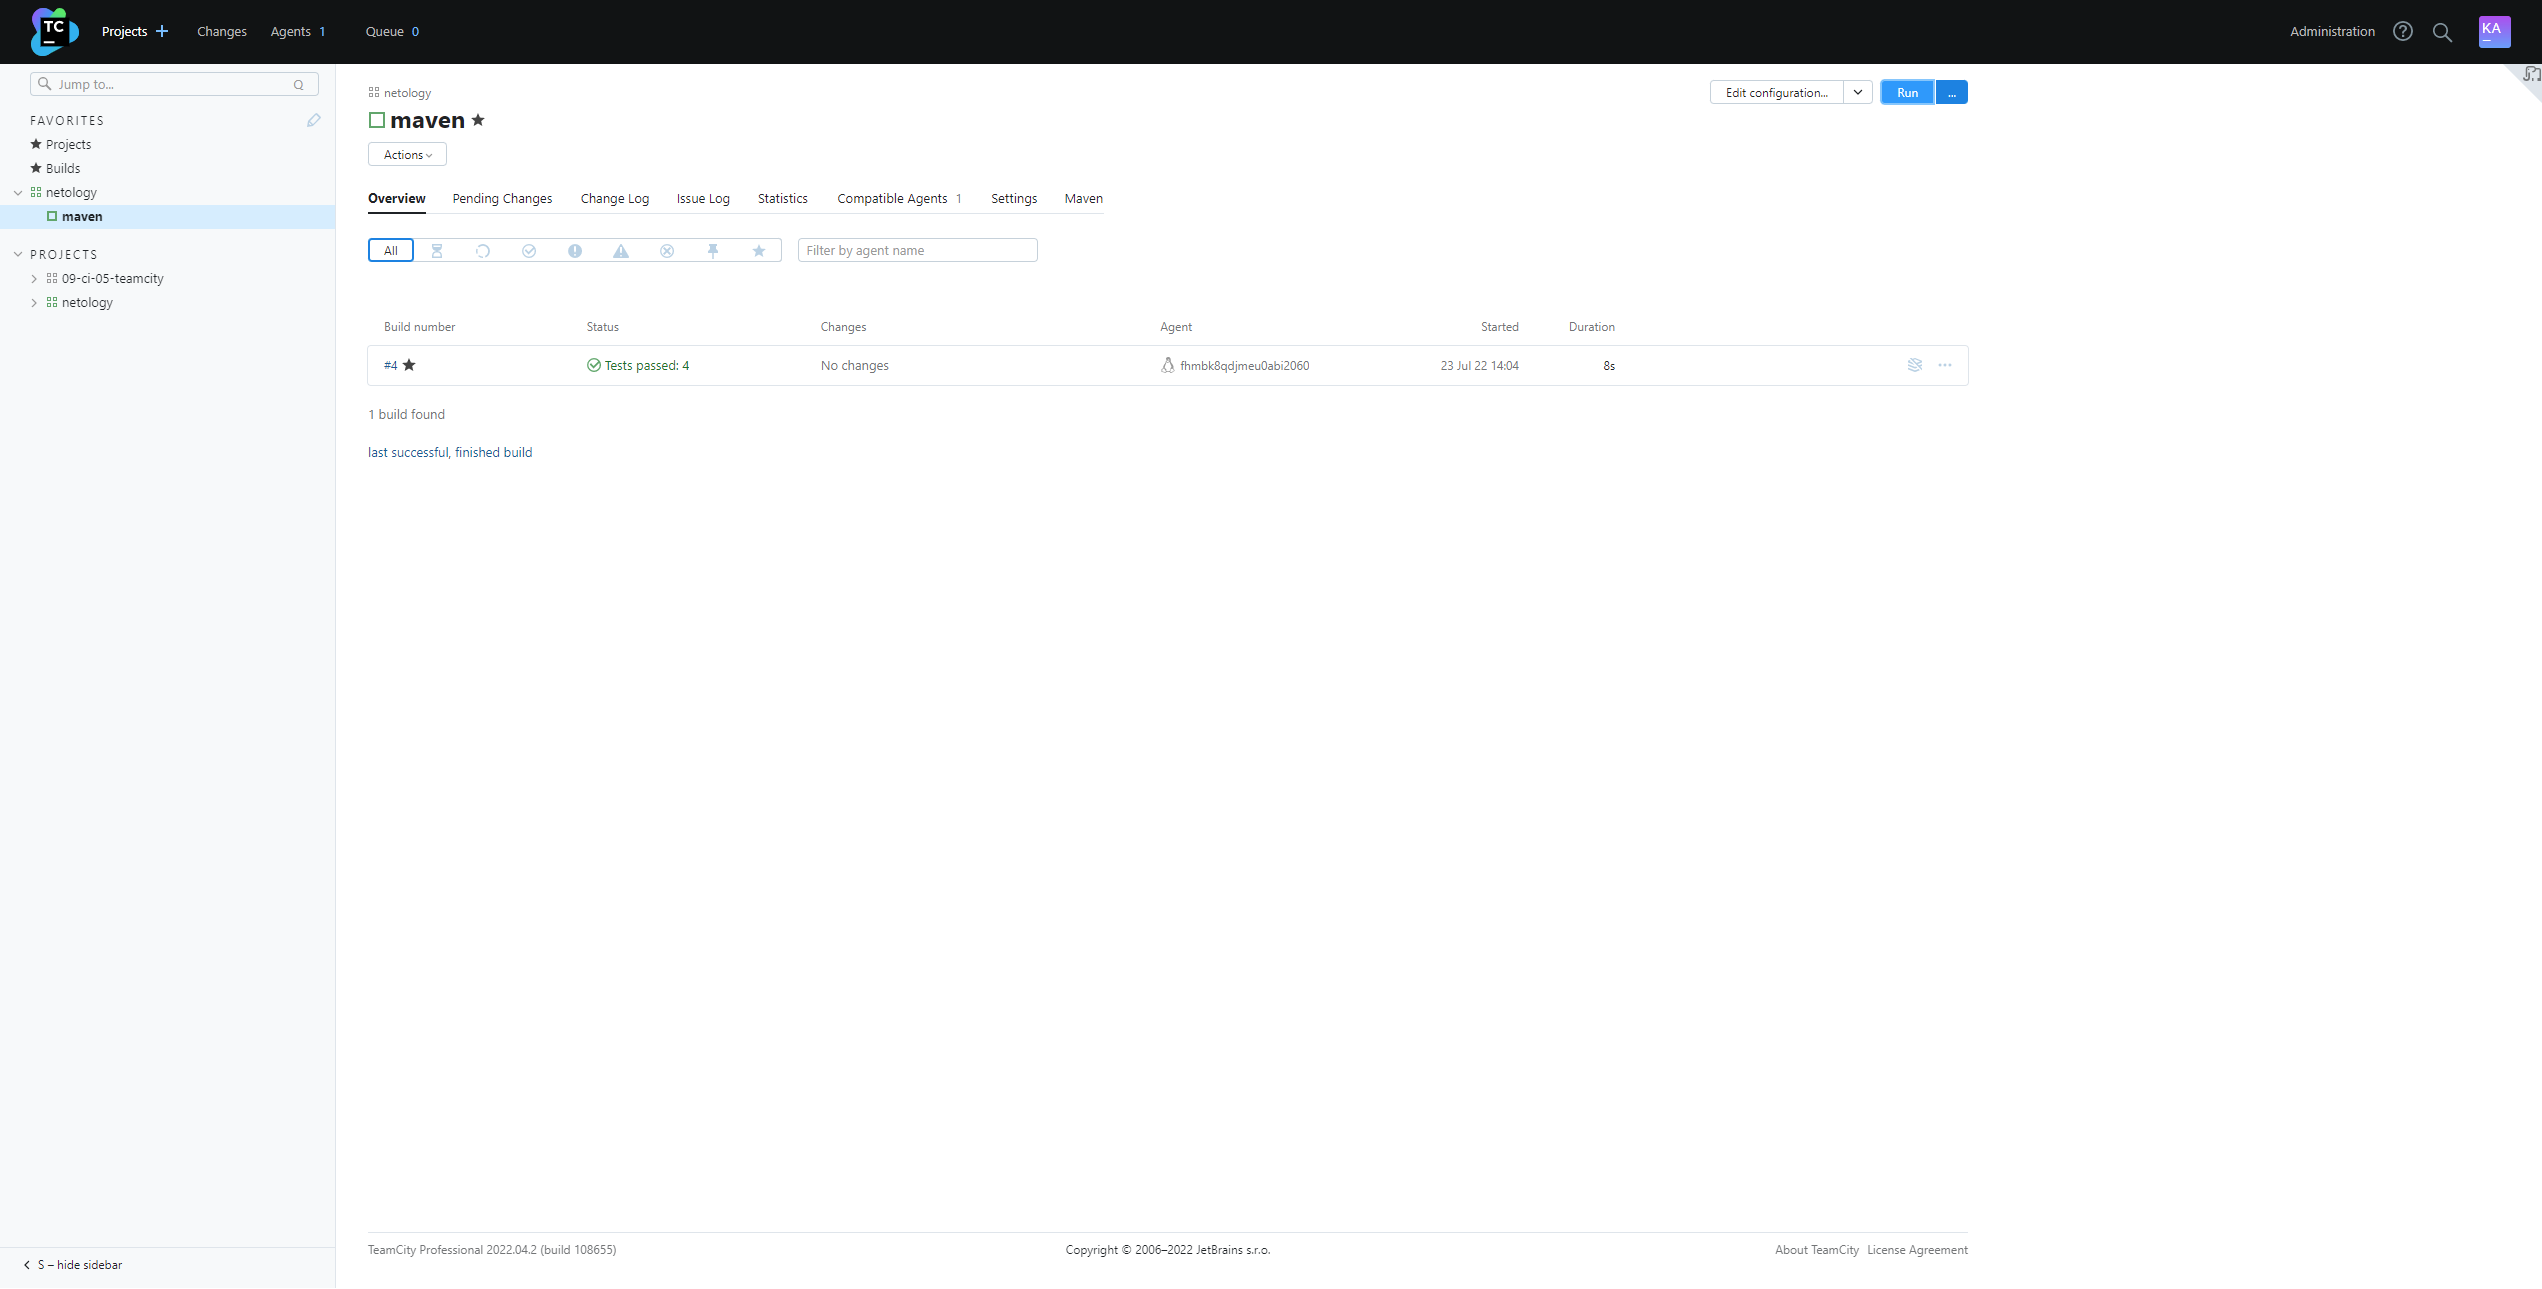 TC Projects Changes Agents 1 Queue 0 Administration KA
Jump to... Q
FAVORITES
Projects
Builds
netology
maven
PROJECTS
09-ci-05-teamcity
netology
S – hide sidebar
netology
Edit configuration... Run ...
maven
Actions
Overview Pending Changes Change Log Issue Log Statistics Compatible Agents 1 Settings Maven
All Filter by agent name
Build number Status Changes Agent Started Duration
#4 Tests passed: 4 No changes fhmbk8qdjmeu0abi2060 23 Jul 22 14:04 8s
1 build found
last successful, finished build
TeamCity Professional 2022.04.2 (build 108655) Copyright © 2006–2022 JetBrains s.r.o. About TeamCity License Agreement